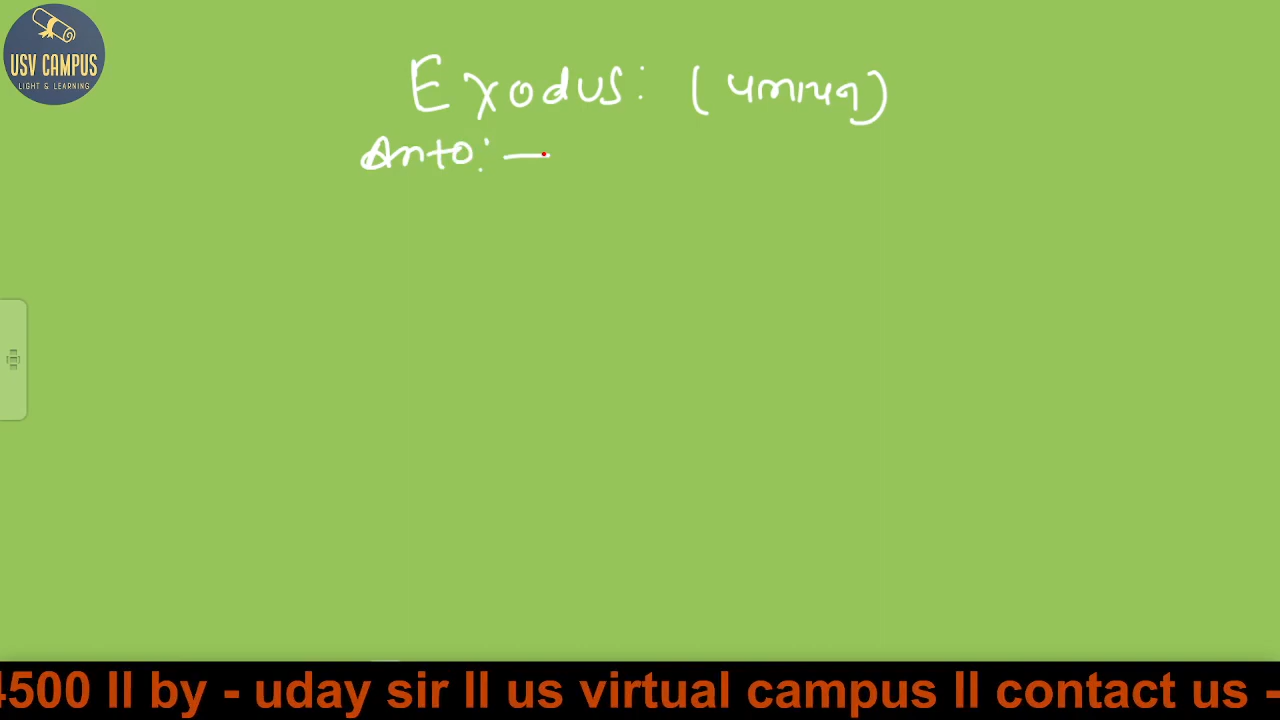 USV CAMPUS
LIGHT & LEARNING
Exodus: (पलायन)
Anto: —
4500 ll by - uday sir ll us virtual campus ll contact us -